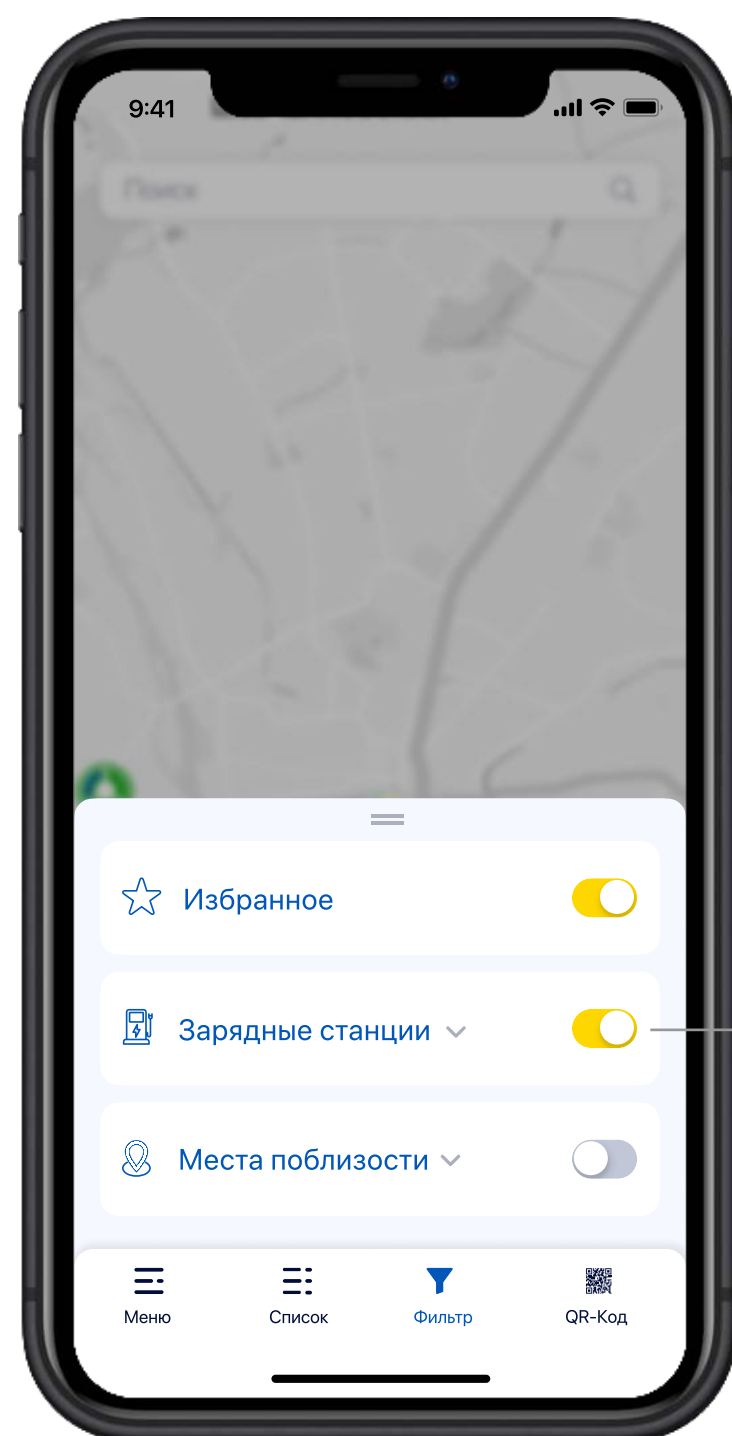 9:41
Поиск
Избранное
Зарядные станции
Места поблизости
Меню
Список
Фильтр
QR-Код